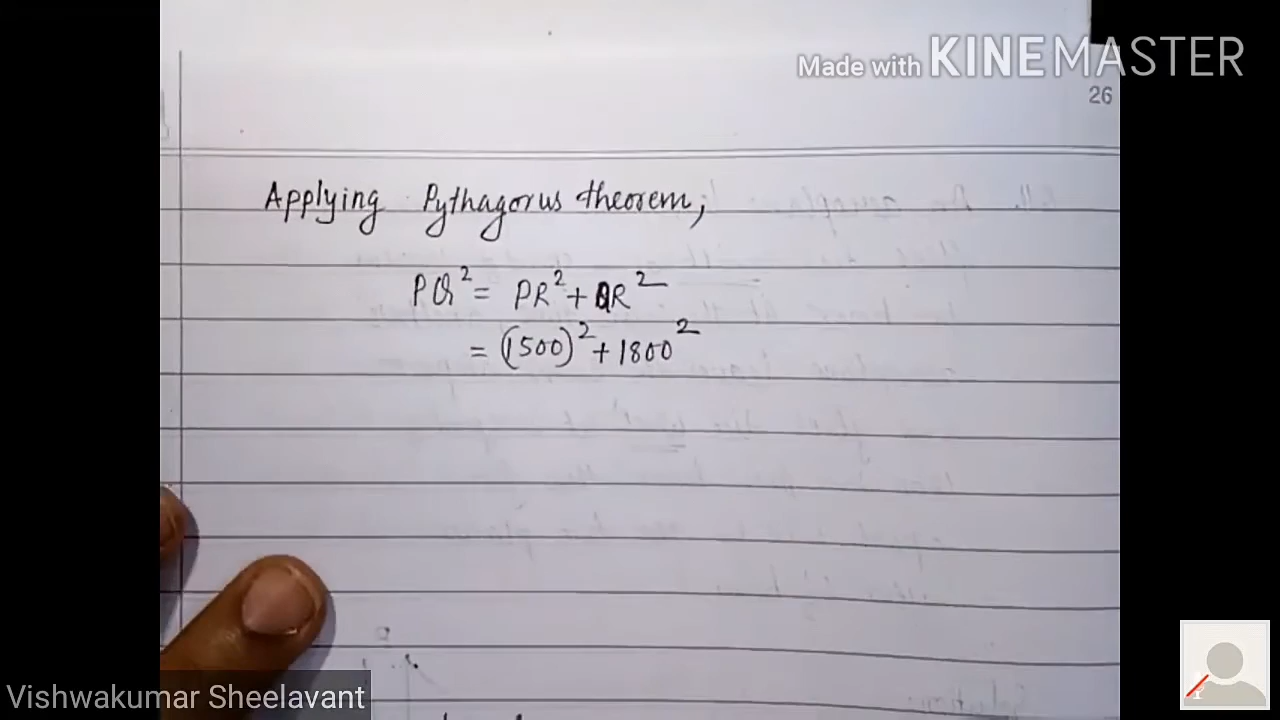 Made with KINEMASTER
26
Applying Pythagorus theorem;
PQ² = PR² + QR²
= (1500)² + 1800²
Vishwakumar Sheelavant